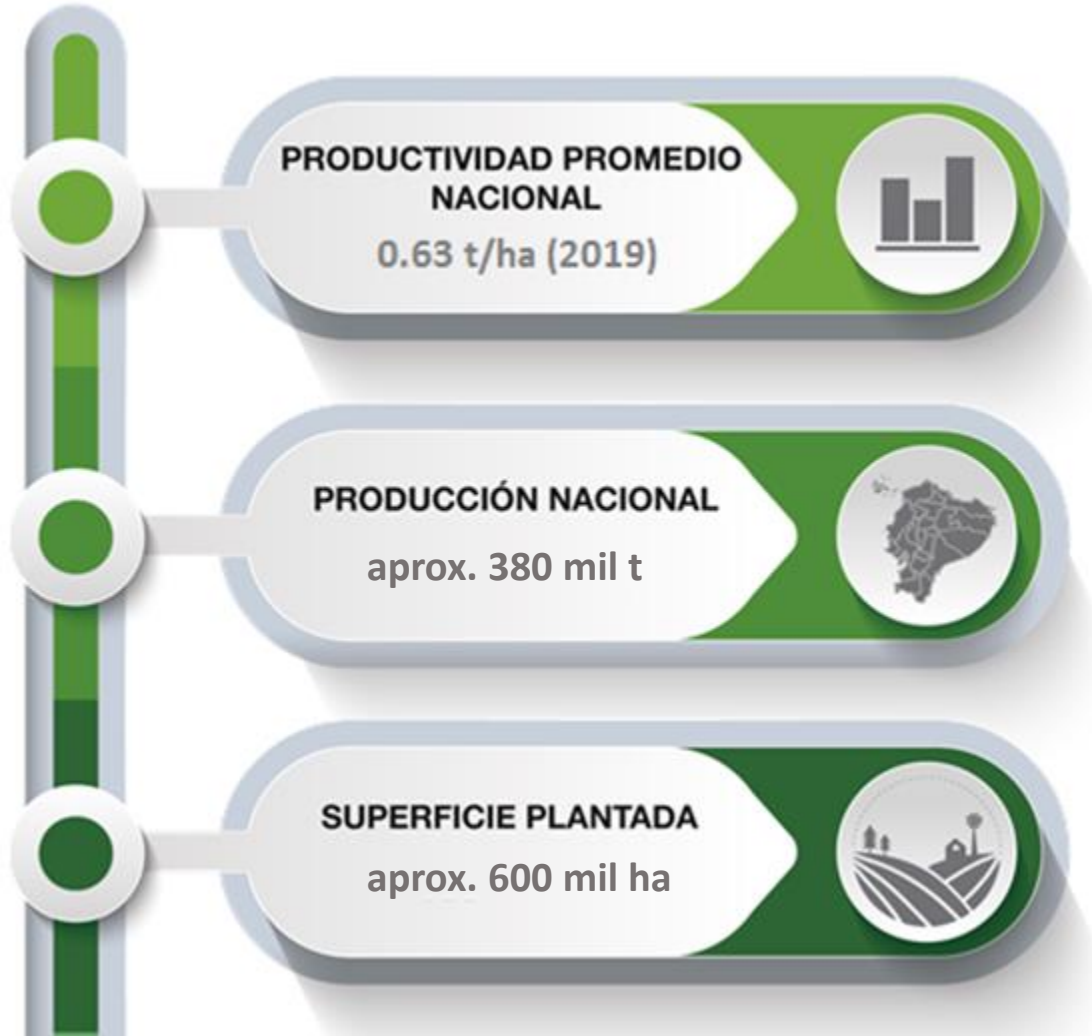 PRODUCTIVIDAD PROMEDIO
NACIONAL
0.63 t/ha (2019)
PRODUCCIÓN NACIONAL
aprox. 380 mil t
SUPERFICIE PLANTADA
aprox. 600 mil ha